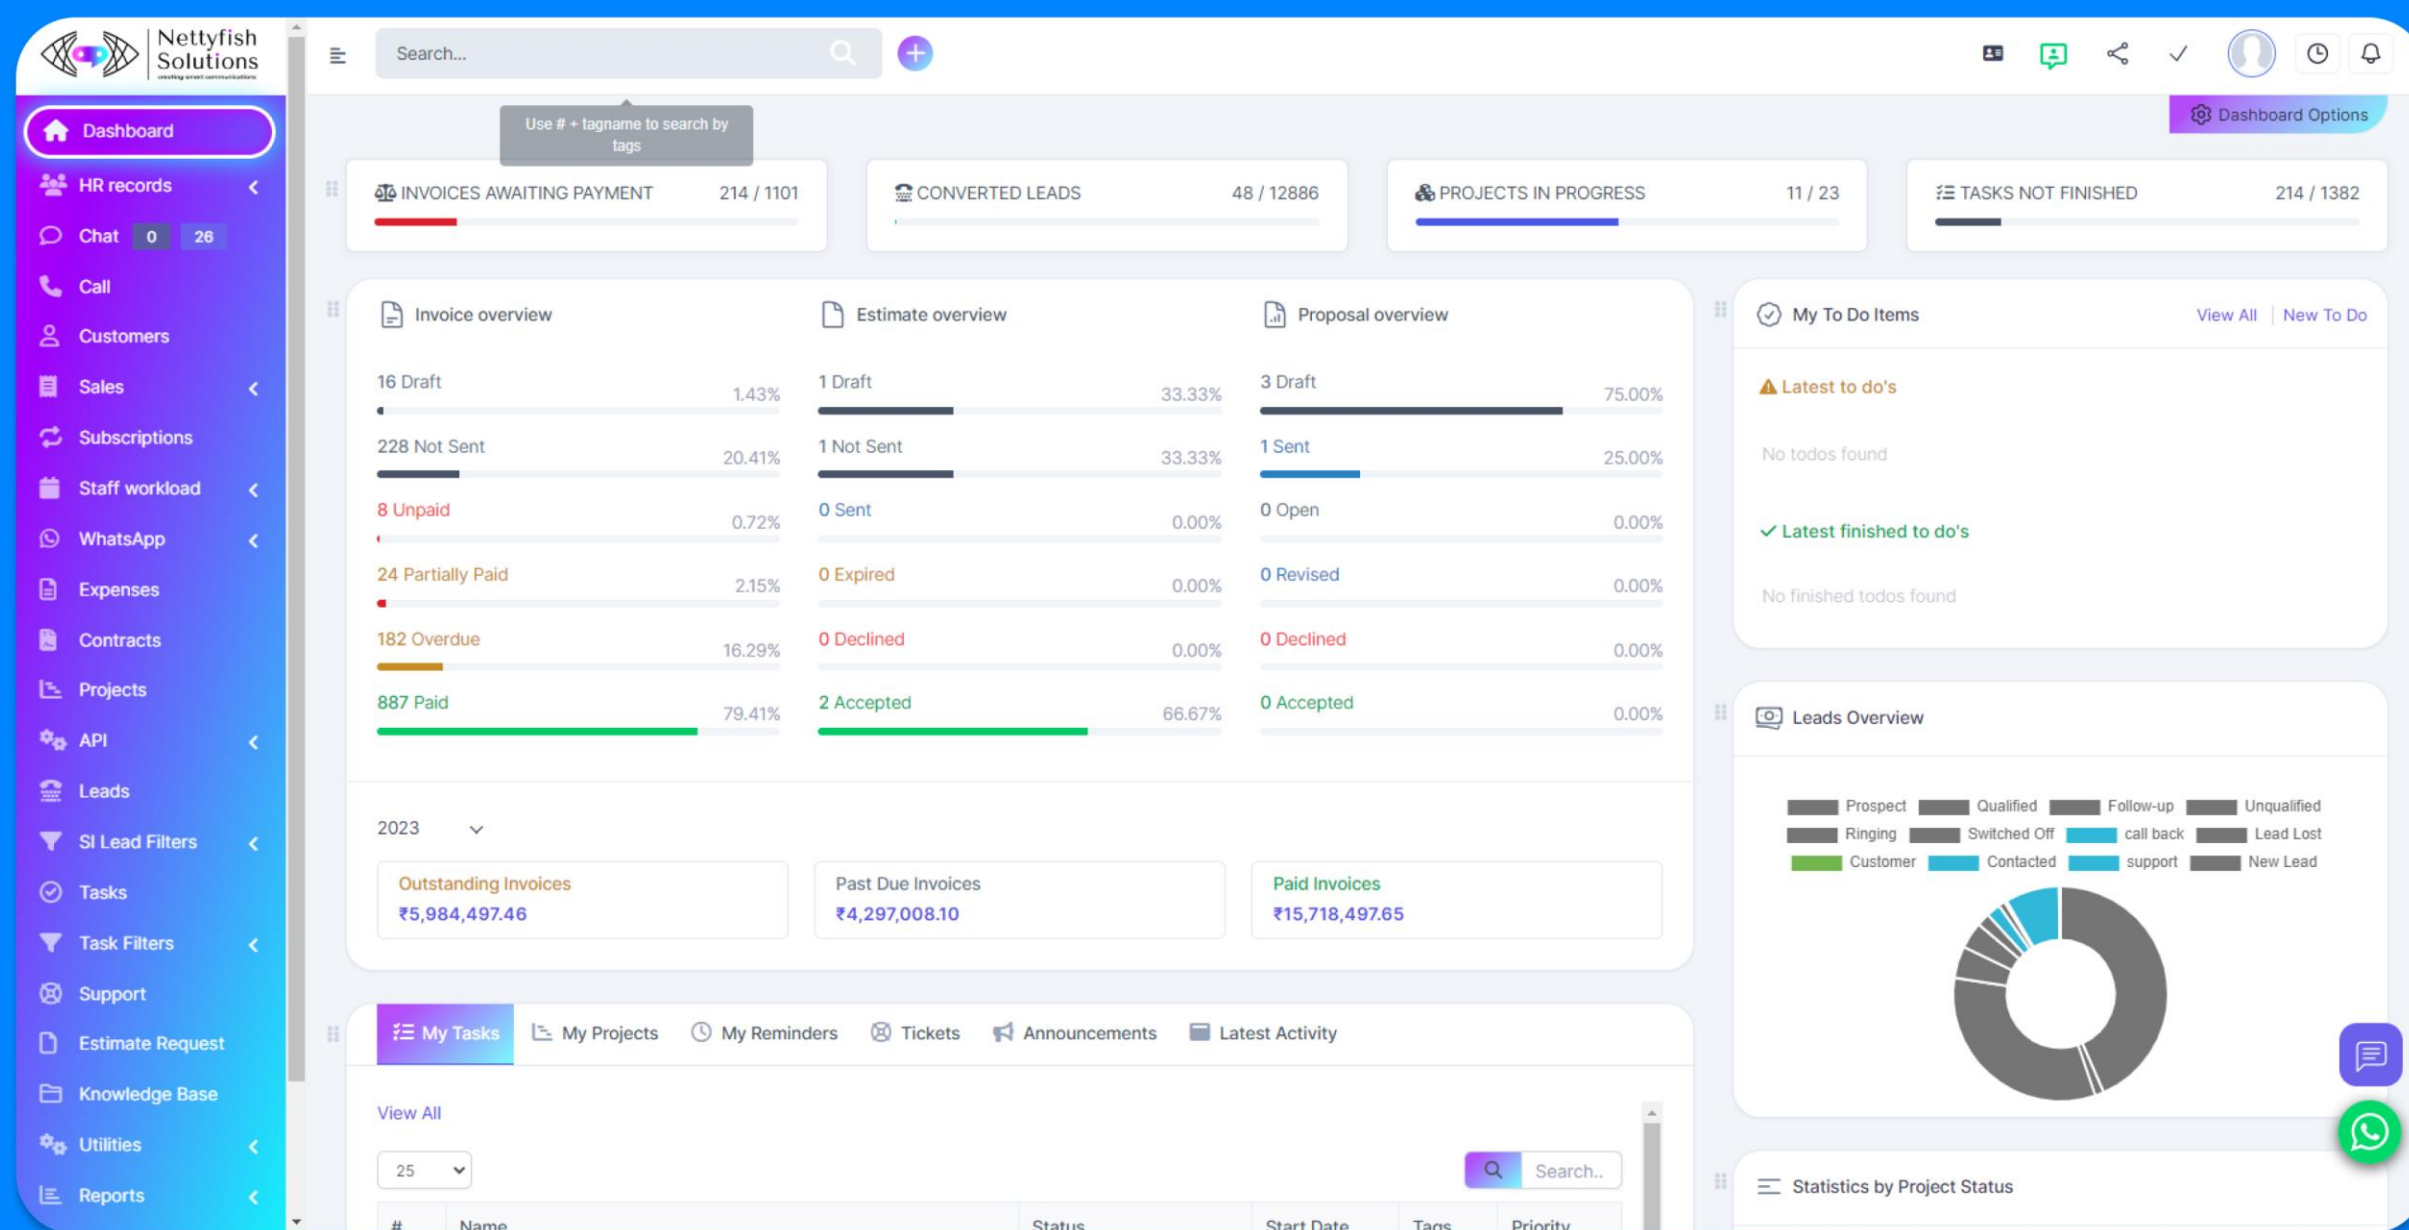 Nettyfish
Solutions
creating smart communications
Search...
Use # + tagname to search by
tags
Dashboard Options
Dashboard
HR records
Chat 0 26
Call
Customers
Sales
Subscriptions
Staff workload
WhatsApp
Expenses
Contracts
Projects
API
Leads
SI Lead Filters
Tasks
Task Filters
Support
Estimate Request
Knowledge Base
Utilities
Reports
INVOICES AWAITING PAYMENT 214 / 1101
CONVERTED LEADS 48 / 12886
PROJECTS IN PROGRESS 11 / 23
TASKS NOT FINISHED 214 / 1382
Invoice overview
16 Draft 1.43%
228 Not Sent 20.41%
8 Unpaid 0.72%
24 Partially Paid 2.15%
182 Overdue 16.29%
887 Paid 79.41%
Estimate overview
1 Draft 33.33%
1 Not Sent 33.33%
0 Sent 0.00%
0 Expired 0.00%
0 Declined 0.00%
2 Accepted 66.67%
Proposal overview
3 Draft 75.00%
1 Sent 25.00%
0 Open 0.00%
0 Revised 0.00%
0 Declined 0.00%
0 Accepted 0.00%
2023
Outstanding Invoices
₹5,984,497.46
Past Due Invoices
₹4,297,008.10
Paid Invoices
₹15,718,497.65
My To Do Items View All New To Do
Latest to do's
No todos found
Latest finished to do's
No finished todos found
Leads Overview
Prospect Qualified Follow-up Unqualified
Ringing Switched Off call back Lead Lost
Customer Contacted support New Lead
My Tasks My Projects My Reminders Tickets Announcements Latest Activity
View All
25 Search..
# Name Status Start Date Tags Priority
Statistics by Project Status